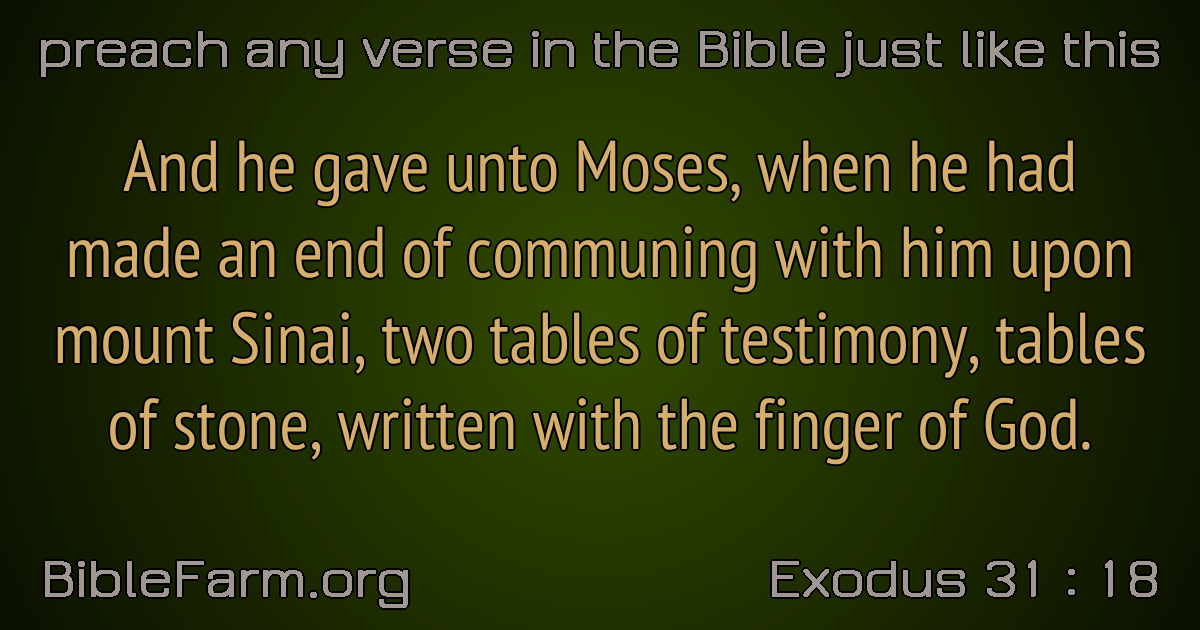 preach any verse in the Bible just like this
And he gave unto Moses, when he had
made an end of communing with him upon
mount Sinai, two tables of testimony, tables
of stone, written with the finger of God.
BibleFarm.org
Exodus 31 : 18